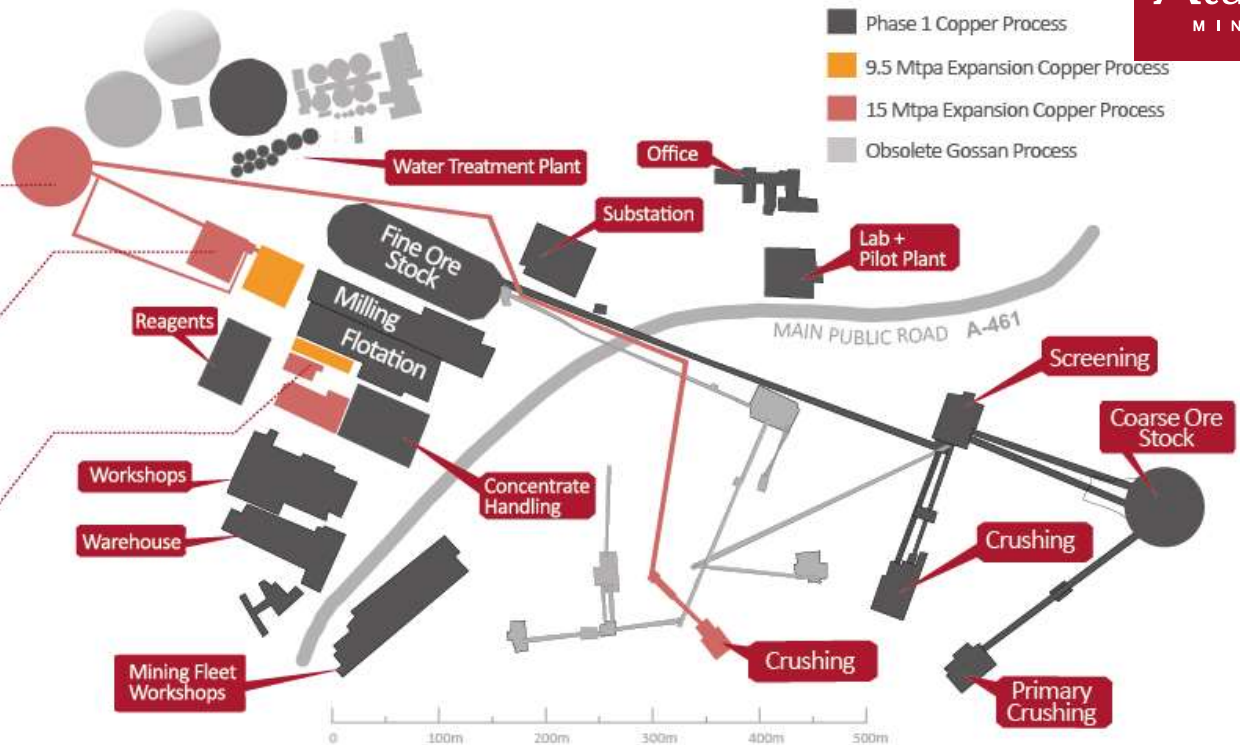 MIN
Phase 1 Copper Process
9.5 Mtpa Expansion Copper Process
15 Mtpa Expansion Copper Process
Obsolete Gossan Process
Water Treatment Plant
Office
Substation
Lab +
Pilot Plant
Fine Ore
Stock
Milling
Flotation
Reagents
MAIN PUBLIC ROAD A-461
Screening
Coarse Ore
Stock
Workshops
Concentrate
Handling
Warehouse
Crushing
Crushing
Mining Fleet
Workshops
Primary
Crushing
0 100m 200m 300m 400m 500m